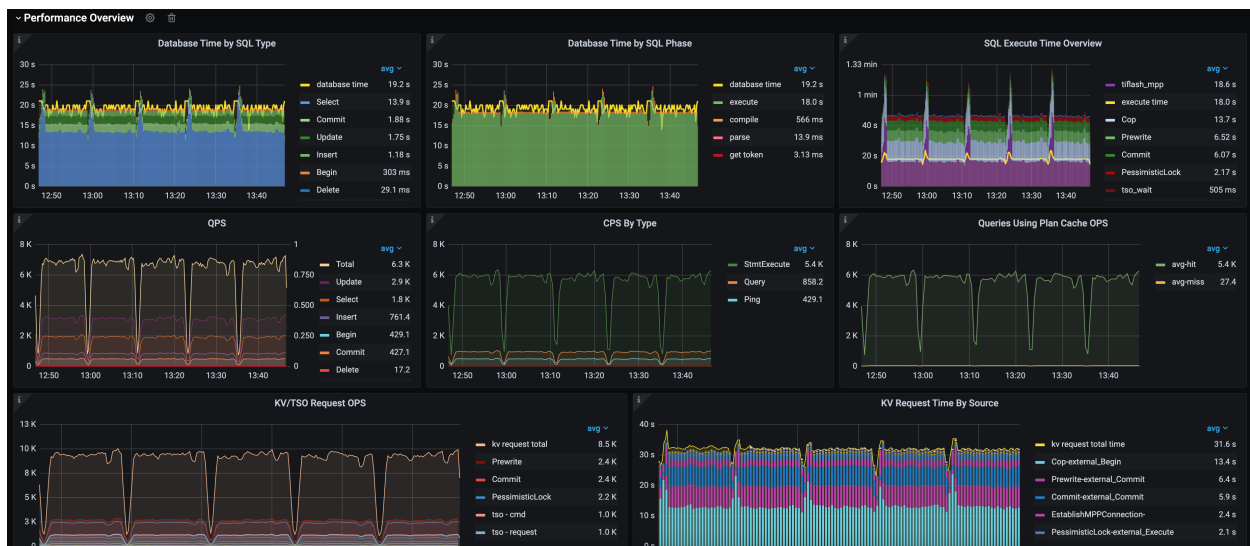 Performance Overview
Database Time by SQL Type
30 s
25 s
20 s
15 s
10 s
5 s
0 s
12:50 13:00 13:10 13:20 13:30 13:40
avg
database time 19.2 s
Select 13.9 s
Commit 1.88 s
Update 1.75 s
Insert 1.18 s
Begin 303 ms
Delete 29.1 ms
Database Time by SQL Phase
30 s
25 s
20 s
15 s
10 s
5 s
0 s
12:50 13:00 13:10 13:20 13:30 13:40
avg
database time 19.2 s
execute 18.0 s
compile 566 ms
parse 13.9 ms
get token 3.13 ms
SQL Execute Time Overview
1.33 min
1 min
40 s
20 s
0 s
12:50 13:00 13:10 13:20 13:30 13:40
avg
tiflash_mpp 18.6 s
execute time 18.0 s
Cop 13.7 s
Prewrite 6.52 s
Commit 6.07 s
PessimisticLock 2.17 s
tso_wait 505 ms
QPS
8 K
6 K
4 K
2 K
0
1
0.750
0.500
0.250
0
12:50 13:00 13:10 13:20 13:30 13:40
avg
Total 6.3 K
Update 2.9 K
Select 1.8 K
Insert 761.4
Begin 429.1
Commit 427.1
Delete 17.2
CPS By Type
8 K
6 K
4 K
2 K
0
12:50 13:00 13:10 13:20 13:30 13:40
avg
StmtExecute 5.4 K
Query 858.2
Ping 429.1
Queries Using Plan Cache OPS
8 K
6 K
4 K
2 K
0
12:50 13:00 13:10 13:20 13:30 13:40
avg
avg-hit 5.4 K
avg-miss 27.4
KV/TSO Request OPS
13 K
10 K
8 K
5 K
3 K
0
avg
kv request total 8.5 K
Prewrite 2.4 K
Commit 2.4 K
PessimisticLock 2.2 K
tso - cmd 1.0 K
tso - request 1.0 K
KV Request Time By Source
40 s
30 s
20 s
10 s
0 s
avg
kv request total time 31.6 s
Cop-external_Begin 13.4 s
Prewrite-external_Commit 6.4 s
Commit-external_Commit 5.9 s
EstablishMPPConnection- 2.4 s
PessimisticLock-external_Execute 2.1 s